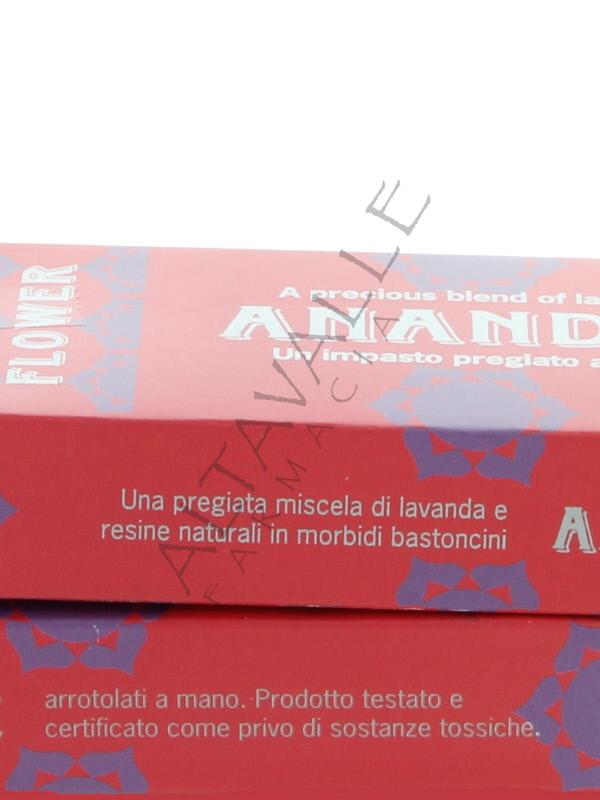 FLOWER
A precious blend of
ANAND
Un impasto pregiato
Una pregiata miscela di lavanda e
resine naturali in morbidi bastoncini
arrotolati a mano. Prodotto testato e
certificato come privo di sostanze tossiche.
ALTAVALLE
FARMACIA